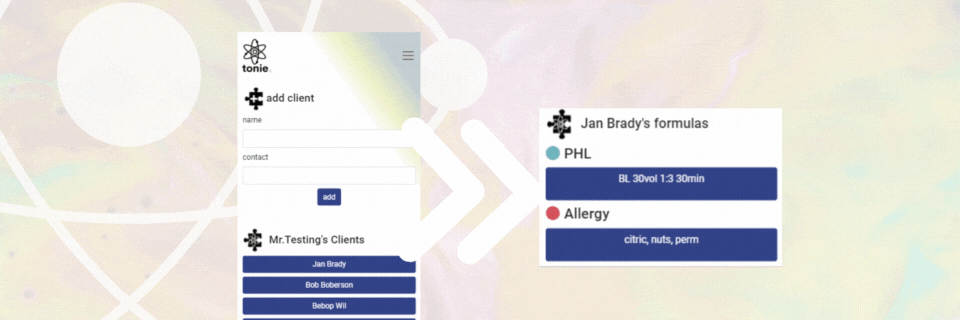 tonie
add client
name
contact
add
Mr.Testing's Clients
Jan Brady
Bob Boberson
Bebop Wil
Jan Brady's formulas
PHL
BL 30vol 1:3 30min
Allergy
citric, nuts, perm